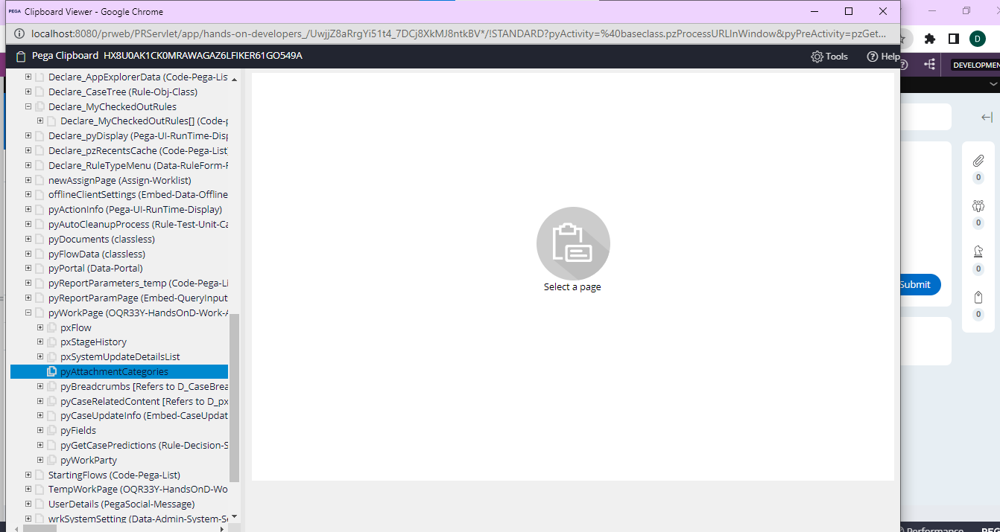 PEGA Clipboard Viewer - Google Chrome
localhost:8080/prweb/PRServlet/app/hands-on-developers_/UwjjZ8aRrgYi51t4_7DCj8XkMJ8ntkBV*/!STANDARD?pyActivity=%40baseclass.pzProcessURLInWindow&pyPreActivity=pzGet...
D
Pega Clipboard HX8U0AK1CK0MRAWAGAZ6LFIKER61GO549A
Tools
Help
DEVELOPMEN
Declare_AppExplorerData (Code-Pega-Lis
Declare_CaseTree (Rule-Obj-Class)
Declare_MyCheckedOutRules
Declare_MyCheckedOutRules[] (Code-p
Declare_pyDisplay (Pega-UI-RunTime-Disp
Declare_pzRecentsCache (Code-Pega-List)
Declare_RuleTypeMenu (Data-RuleForm-F
newAssignPage (Assign-Worklist)
offlineClientSettings (Embed-Data-Offline
pyActionInfo (Pega-UI-RunTime-Display)
pyAutoCleanupProcess (Rule-Test-Unit-Ca
pyDocuments (classless)
pyFlowData (classless)
pyPortal (Data-Portal)
pyReportParameters_temp (Code-Pega-Li
pyReportParamPage (Embed-QueryInput
pyWorkPage (OQR33Y-HandsOnD-Work-A
pxFlow
pxStageHistory
pxSystemUpdateDetailsList
pyAttachmentCategories
pyBreadcrumbs [Refers to D_CaseBrea
pyCaseRelatedContent [Refers to D_px
pyCaseUpdateInfo (Embed-CaseUpdat
pyFields
pyGetCasePredictions (Rule-Decision-S
pyWorkParty
StartingFlows (Code-Pega-List)
TempWorkPage (OQR33Y-HandsOnD-Wo
UserDetails (PegaSocial-Message)
wrkSystemSetting (Data-Admin-System-Se
Select a page
0
0
0
0
Submit
Performance
PEG